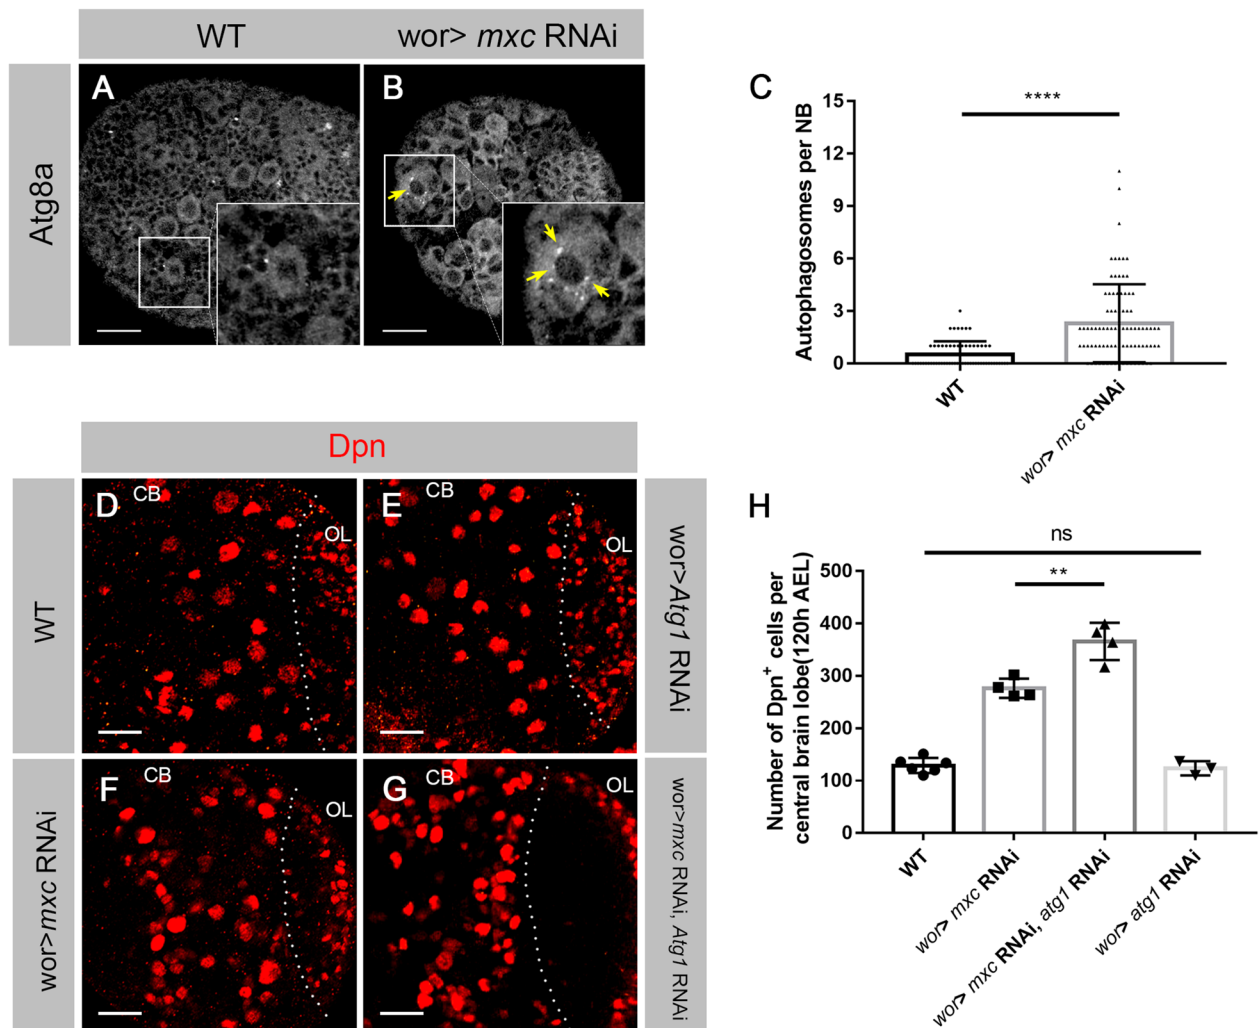 WT
wor> mxc RNAi
Atg8a
A
B
C
****
Autophagosomes per NB
15
12
9
6
3
0
WT
wor> mxc RNAi
Dpn
WT
D
CB
OL
E
CB
OL
wor>Atg1 RNAi
wor>mxc RNAi
F
CB
OL
G
CB
OL
wor>mxc RNAi, Atg1 RNAi
H
ns
**
Number of Dpn+ cells per
central brain lobe(120h AEL)
500
400
300
200
100
0
WT
wor> mxc RNAi
wor> mxc RNAi, atg1 RNAi
wor> atg1 RNAi